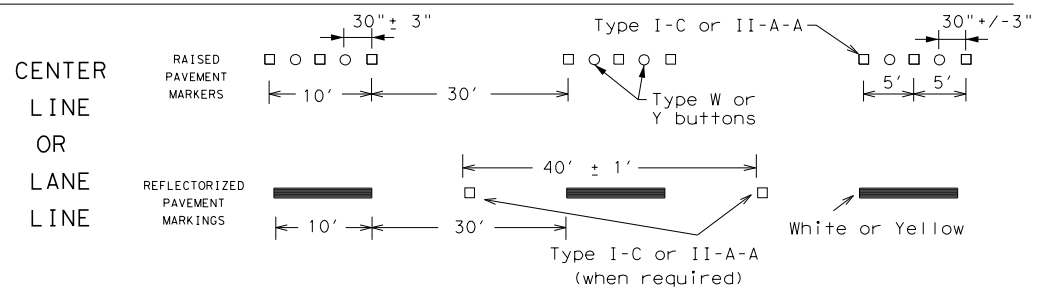 CENTER
LINE
OR
LANE
LINE
RAISED
PAVEMENT
MARKERS
30"± 3"
10'
30'
Type I-C or II-A-A
Type W or
Y buttons
30"+/-3"
5'
5'
REFLECTORIZED
PAVEMENT
MARKINGS
10'
30'
40' ± 1'
Type I-C or II-A-A
(when required)
White or Yellow